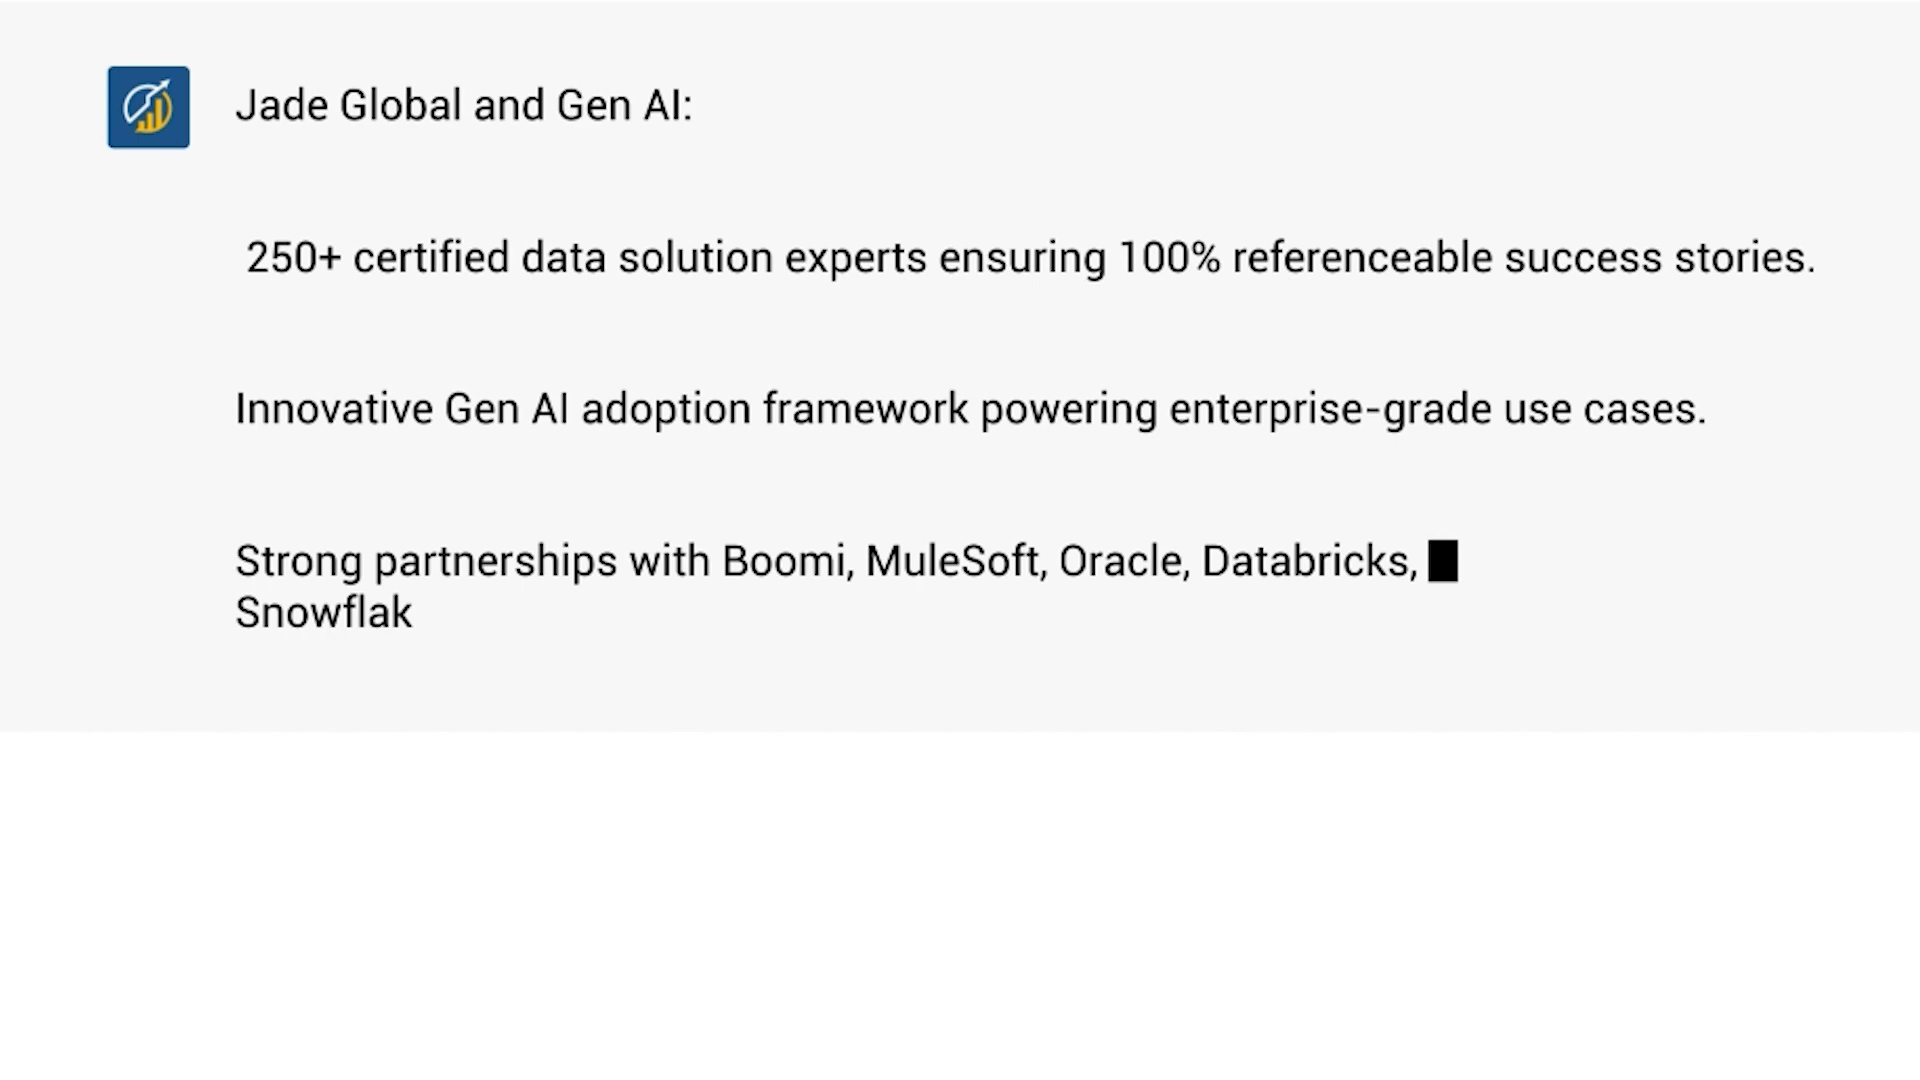 Jade Global and Gen AI:
250+ certified data solution experts ensuring 100% referenceable success stories.
Innovative Gen AI adoption framework powering enterprise-grade use cases.
Strong partnerships with Boomi, MuleSoft, Oracle, Databricks,
Snowflak